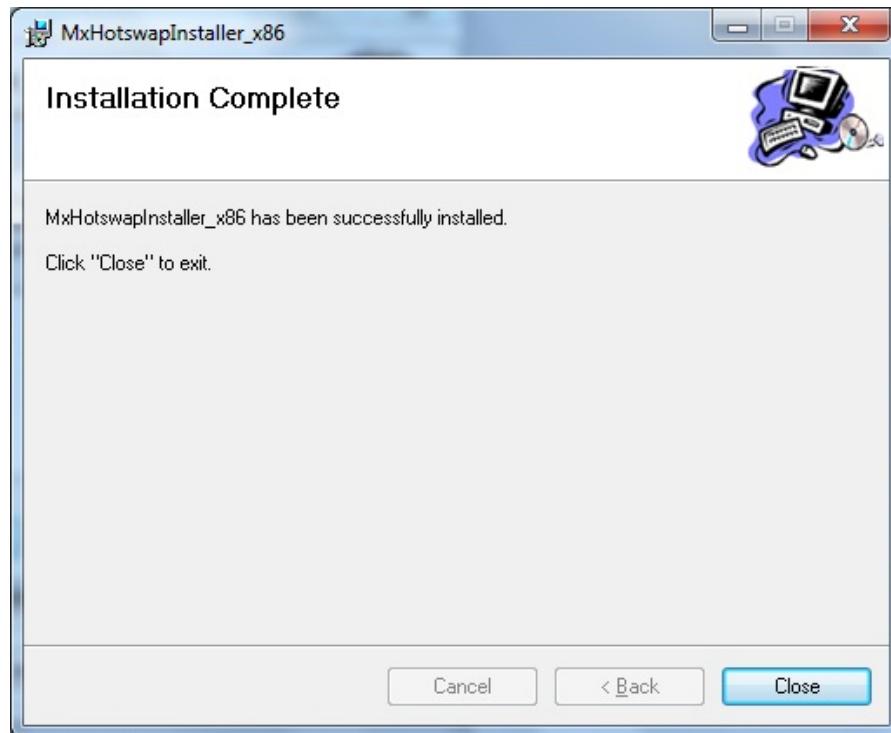 MxHotswapInstaller_x86
Installation Complete
MxHotswapInstaller_x86 has been successfully installed.
Click "Close" to exit.
Cancel
< Back
Close